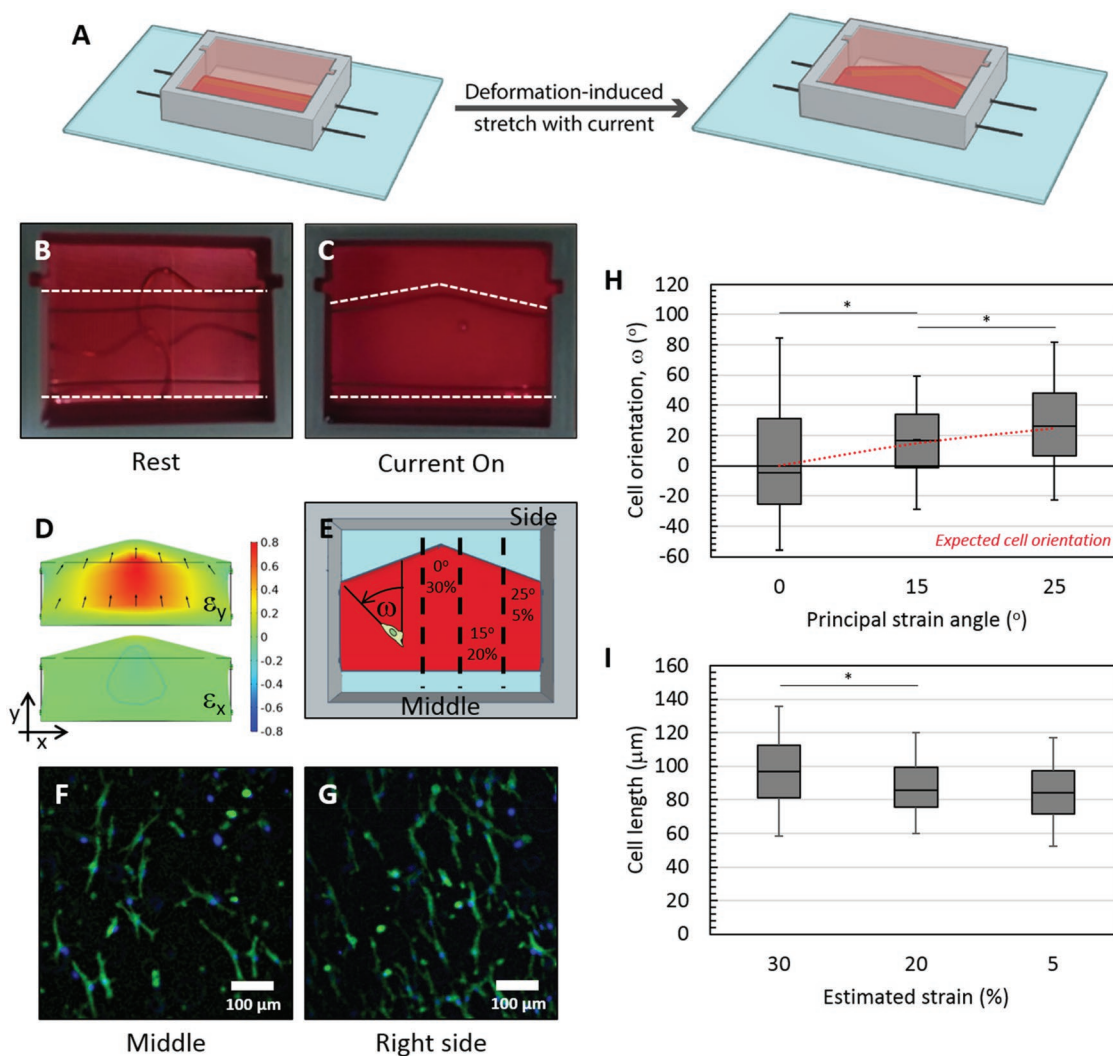 A
Deformation-induced
stretch with current
B
C
Rest
Current On
D
0.8
0.6
0.4
0.2
0
-0.2
-0.4
-0.6
-0.8
εy
εx
y
x
E
Side
0°
30%
25°
5%
ω
15°
20%
Middle
F
100 µm
Middle
G
100 µm
Right side
H
Cell orientation, ω (°)
120
100
80
60
40
20
0
-20
-40
-60
*
*
Expected cell orientation
0
15
25
Principal strain angle (°)
I
Cell length (µm)
160
140
120
100
80
60
40
20
0
*
30
20
5
Estimated strain (%)